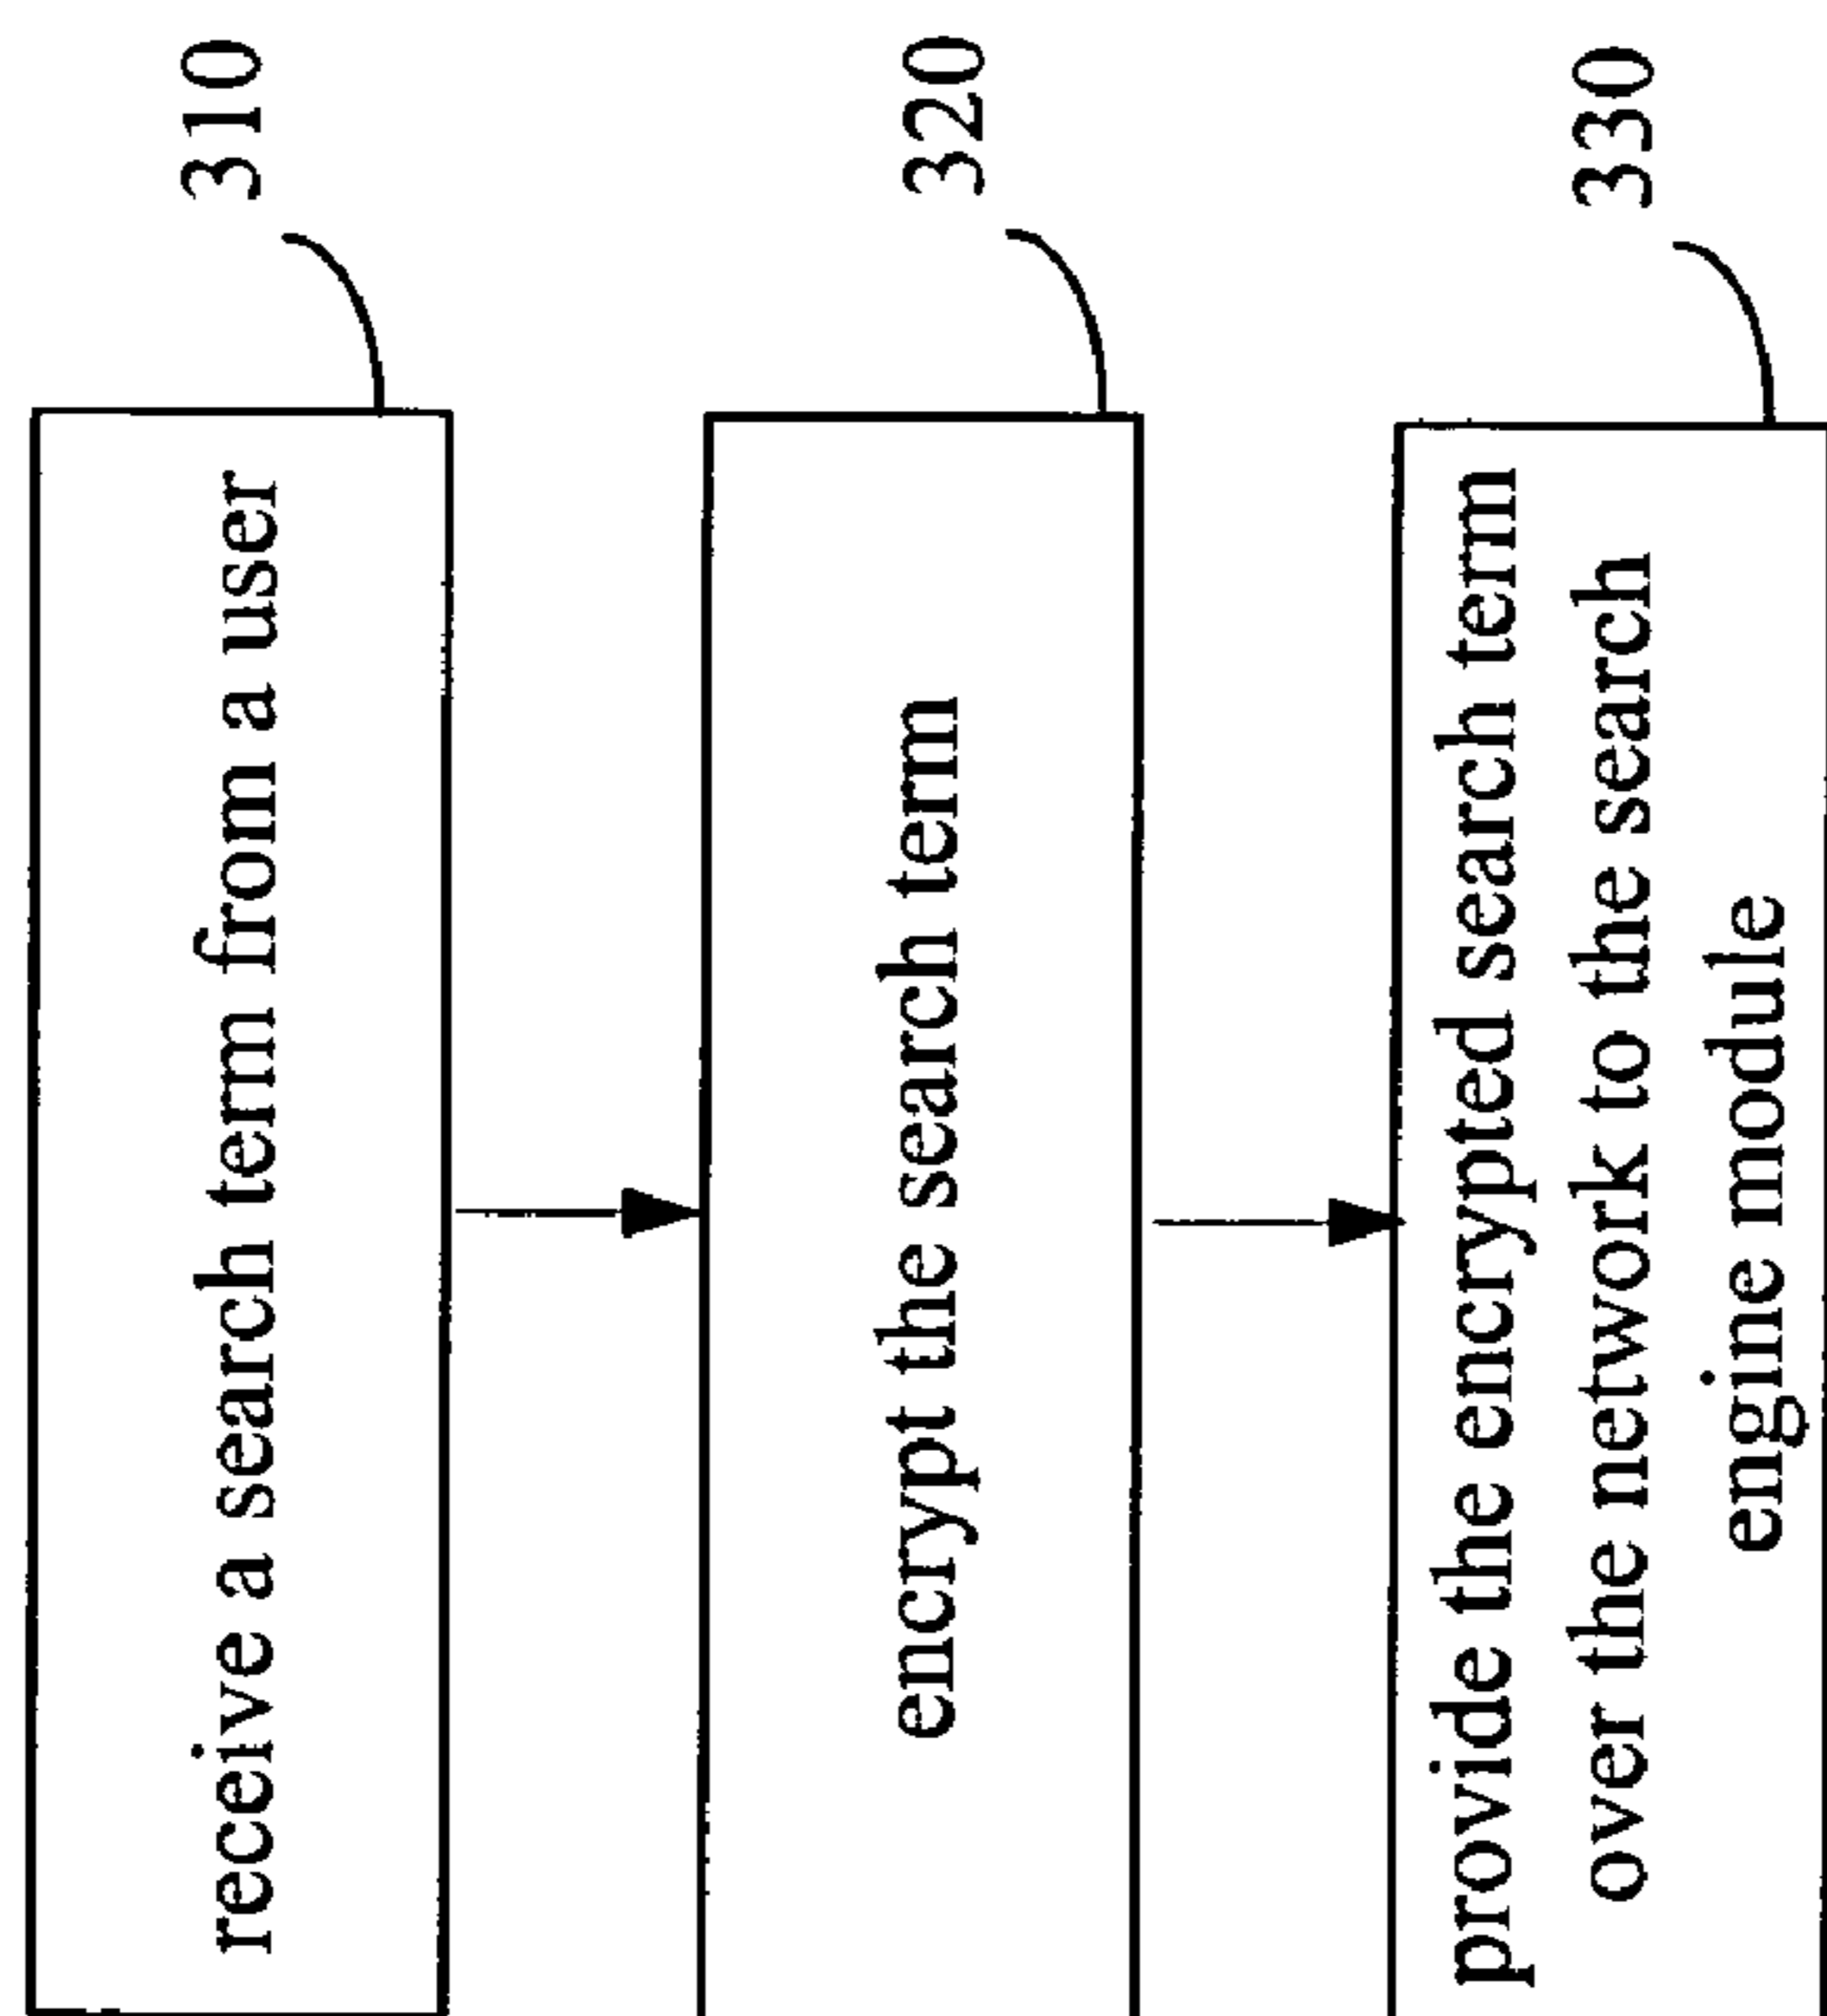 receive a search term from a user
310
encrypt the search term
320
provide the encrypted search term
over the network to the search
engine module
330